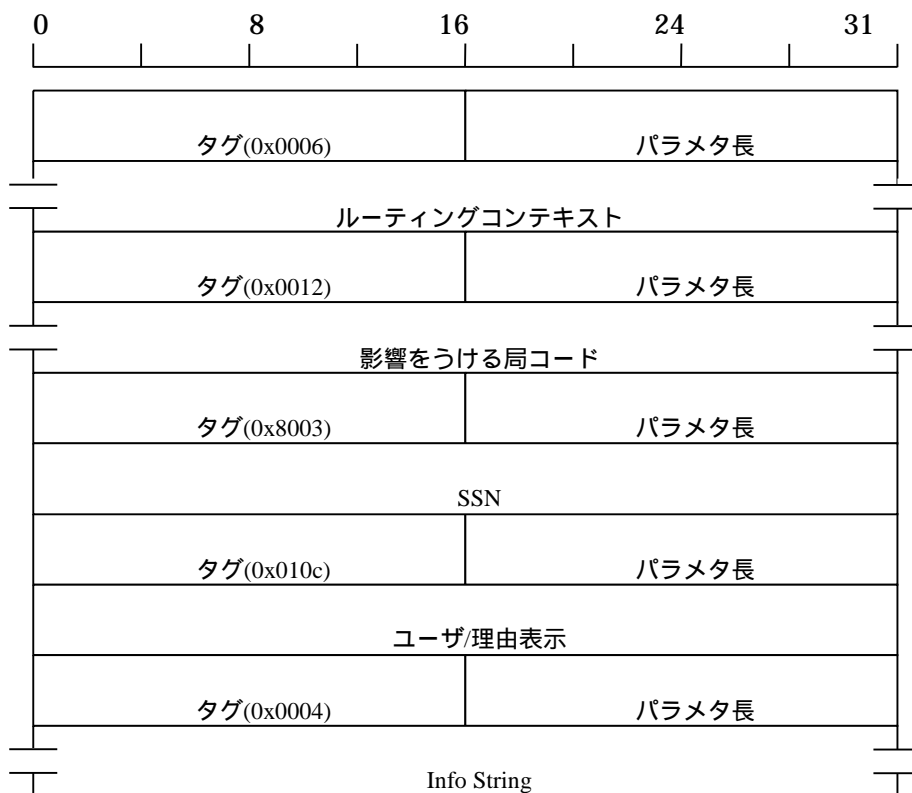 0 8 16 24 31
タグ(0x0006) パラメタ長
ルーティングコンテキスト
タグ(0x0012) パラメタ長
影響をうける局コード
タグ(0x8003) パラメタ長
SSN
タグ(0x010c) パラメタ長
ユーザ/理由表示
タグ(0x0004) パラメタ長
Info String